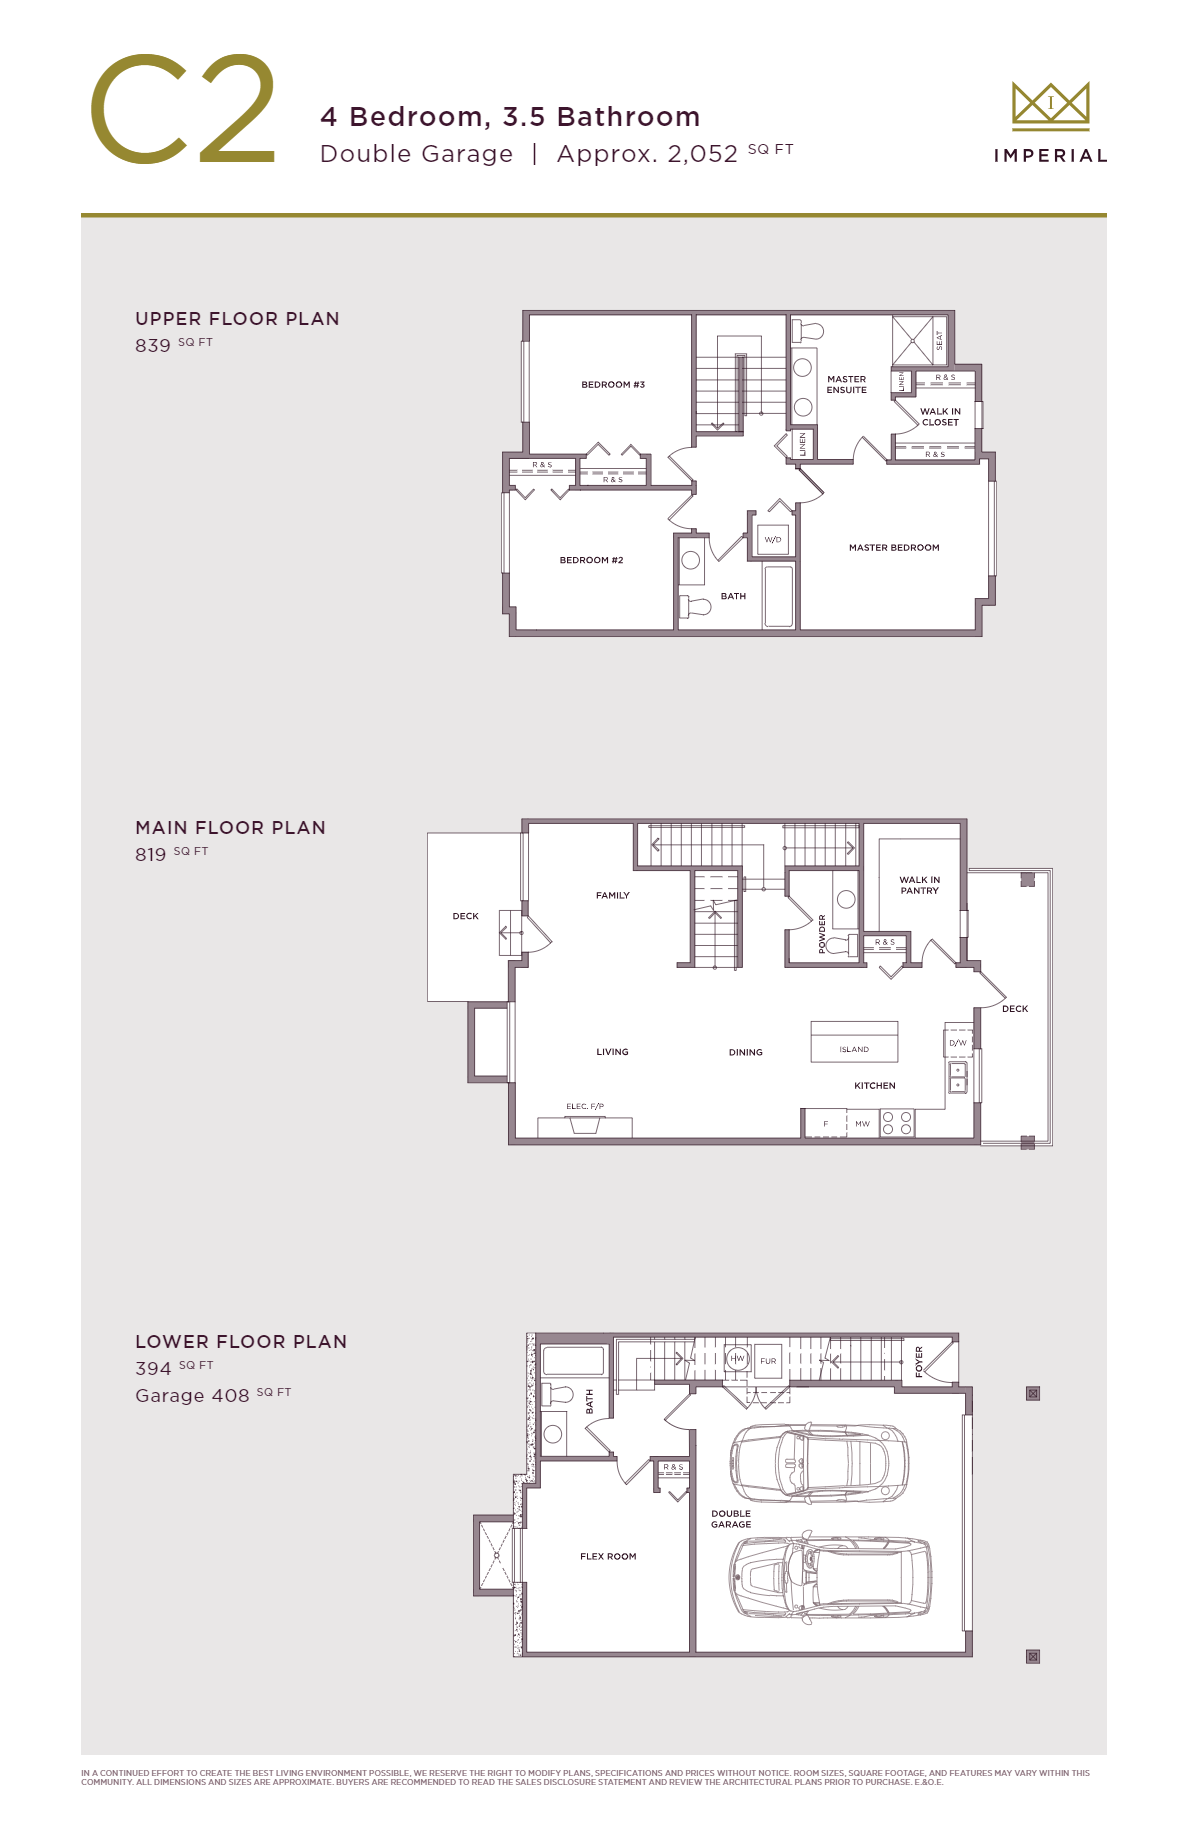 C2
4 Bedroom, 3.5 Bathroom
Double Garage | Approx. 2,052 SQ FT
I
IMPERIAL
UPPER FLOOR PLAN
839 SQ FT
BEDROOM #3
MASTER
ENSUITE
SEAT
LINEN
R & S
WALK IN
CLOSET
R & S
LINEN
R & S
R & S
W/D
MASTER BEDROOM
BEDROOM #2
BATH
MAIN FLOOR PLAN
819 SQ FT
FAMILY
WALK IN
PANTRY
DECK
POWDER
R & S
DECK
LIVING
DINING
ISLAND
D/W
KITCHEN
ELEC. F/P
F
MW
LOWER FLOOR PLAN
394 SQ FT
Garage 408 SQ FT
HW
FUR
FOYER
BATH
R & S
DOUBLE
GARAGE
FLEX ROOM
IN A CONTINUED EFFORT TO CREATE THE BEST LIVING ENVIRONMENT POSSIBLE, WE RESERVE THE RIGHT TO MODIFY PLANS, SPECIFICATIONS AND PRICES WITHOUT NOTICE. ROOM SIZES, SQUARE FOOTAGE, AND FEATURES MAY VARY WITHIN THIS
COMMUNITY. ALL DIMENSIONS AND SIZES ARE APPROXIMATE. BUYERS ARE RECOMMENDED TO READ THE SALES DISCLOSURE STATEMENT AND REVIEW THE ARCHITECTURAL PLANS PRIOR TO PURCHASE. E.&O.E.